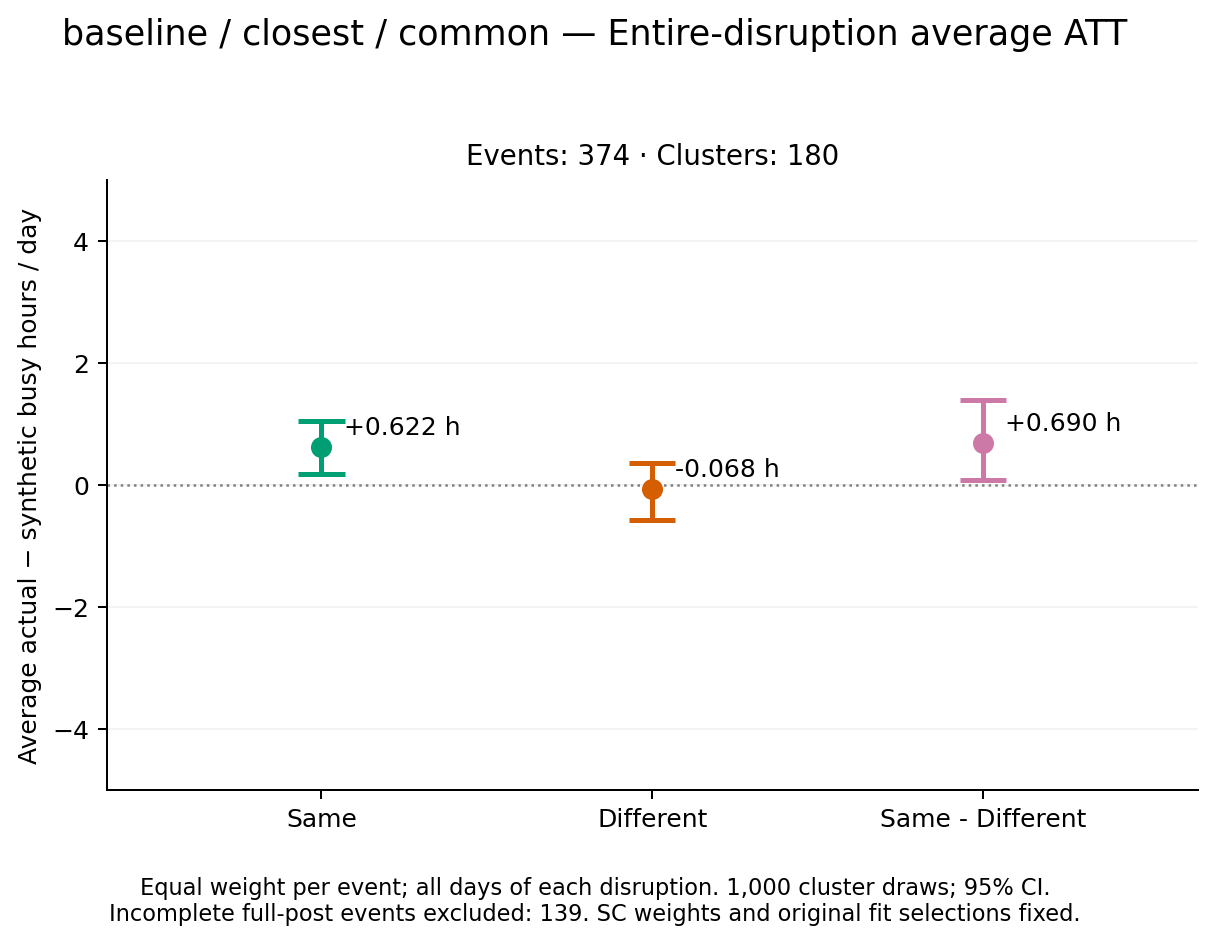 baseline / closest / common — Entire-disruption average ATT
Events: 374 · Clusters: 180
Average actual − synthetic busy hours / day
4
2
0
−2
−4
+0.622 h
-0.068 h
+0.690 h
Same
Different
Same - Different
Equal weight per event; all days of each disruption. 1,000 cluster draws; 95% CI.
Incomplete full-post events excluded: 139. SC weights and original fit selections fixed.